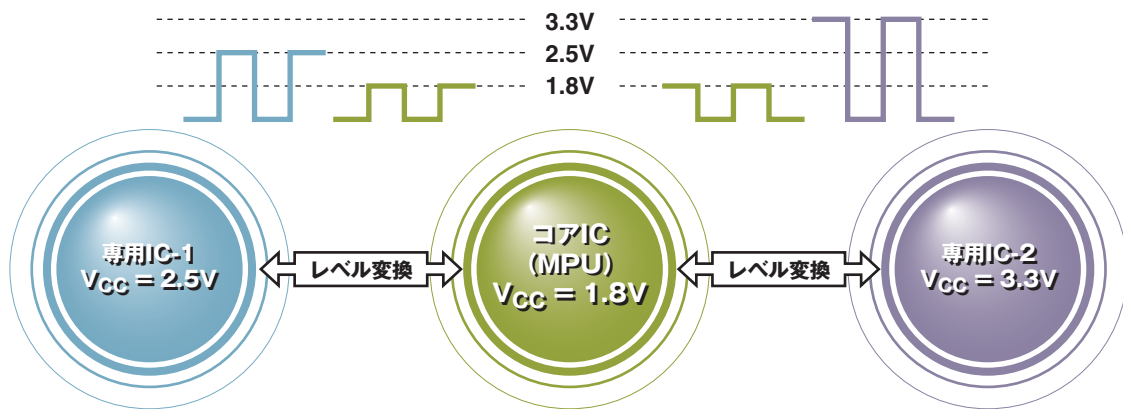 3.3V
2.5V
1.8V
専用IC-1
VCC = 2.5V
レベル変換
コアIC
(MPU)
VCC = 1.8V
レベル変換
専用IC-2
VCC = 3.3V